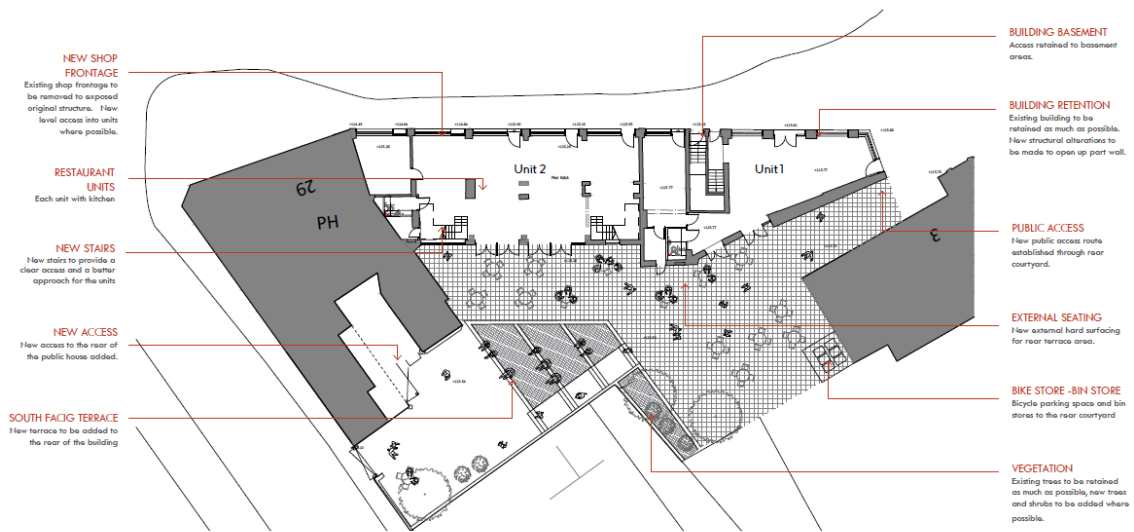 NEW SHOP
FRONTAGE
Existing shop frontage to
be removed to exposed
original structure. New
level access into units
where possible.
RESTAURANT
UNITS
Each unit with kitchen
NEW STAIRS
New stairs to provide a
clear access and a better
approach for the units
NEW ACCESS
New access to the rear of
the public house added.
SOUTH FACIG TERRACE
New terrace to be added to
the rear of the building
29
PH
Unit 2
Unit 1
3
BUILDING BASEMENT
Access retained to basement
areas.
BUILDING RETENTION
Existing building to be
retained as much as possible.
New structural alterations to
be made to open up part wall.
PUBLIC ACCESS
New public access route
established through rear
courtyard.
EXTERNAL SEATING
New external hard surfacing
for rear terrace area.
BIKE STORE -BIN STORE
Bicycle parking space and bin
stores to the rear courtyard
VEGETATION
Existing trees to be retained
as much as possible, new trees
and shrubs to be added where
possible.